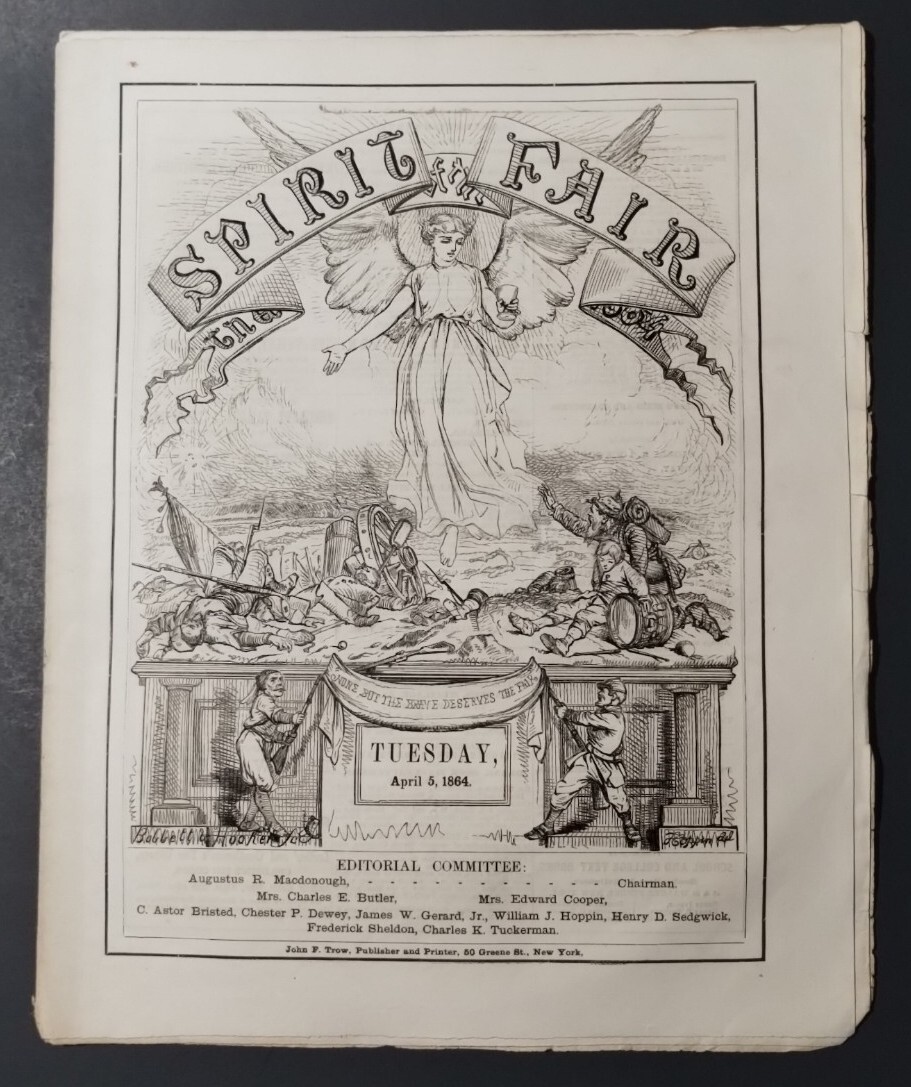 SPIRIT of the FAIR
NONE BUT THE BRAVE DESERVES THE FAIR
TUESDAY,
April 5, 1864.
EDITORIAL COMMITTEE:
Augustus R. Macdonough, - - - - - - - - - - - Chairman.
Mrs. Charles E. Butler, Mrs. Edward Cooper,
C. Astor Bristed, Chester P. Dewey, James W. Gerard, Jr., William J. Hoppin, Henry D. Sedgwick,
Frederick Sheldon, Charles K. Tuckerman.
John F. Trow, Publisher and Printer, 50 Greene St., New York.